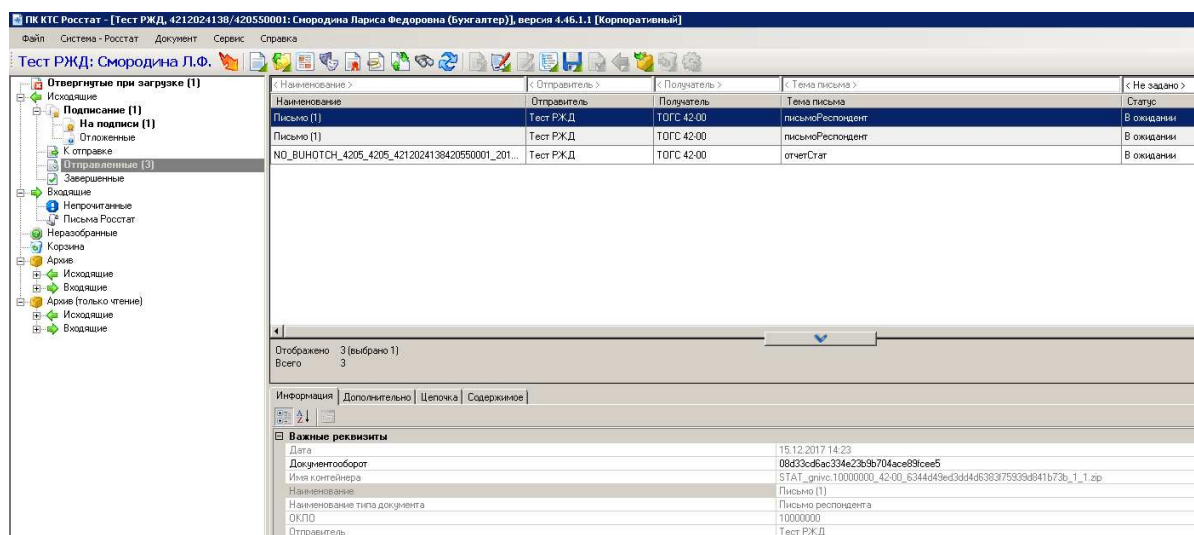 ПК КТС Росстат - [Тест РЖД, 4212024138/420550001: Смородина Лариса Федоровна (Бухгалтер)], версия 4.46.1.1 [Корпоративный]
Файл Система - Росстат Документ Сервис Справка
Тест РЖД: Смородина Л.Ф.
Отвергнутые при загрузке (1)
Исходящие
Подписание (1)
На подписи (1)
Отложенные
К отправке
Отправленные (3)
Завершенные
Входящие
Непрочитанные
Письма Росстат
Неразобранные
Корзина
Архив
Исходящие
Входящие
Архив (только чтение)
Исходящие
Входящие
< Наименование > < Отправитель > < Получатель > < Тема письма > < Не задано >
Наименование Отправитель Получатель Тема письма Статус
Письмо (1) Тест РЖД ТОГС 42-00 письмоРеспондент В ожидании
Письмо (1) Тест РЖД ТОГС 42-00 письмоРеспондент В ожидании
NO_BUHOTCH_4205_4205_4212024138420550001_201... Тест РЖД ТОГС 42-00 отчетСтат В ожидании
Отображено 3 (выбрано 1)
Всего 3
Информация Дополнительно Цепочка Содержимое
Важные реквизиты
Дата 15.12.2017 14:23
Документооборот 08d33cd6ac334e23b9b704ace89fcee5
Имя контейнера STAT_gnivc.10000000_42-00_6344d49ed3dd4d6383f75939d841b73b_1_1.zip
Наименование Письмо (1)
Наименование типа документа Письмо респондента
ОКПО 10000000
Отправитель Тест РЖД